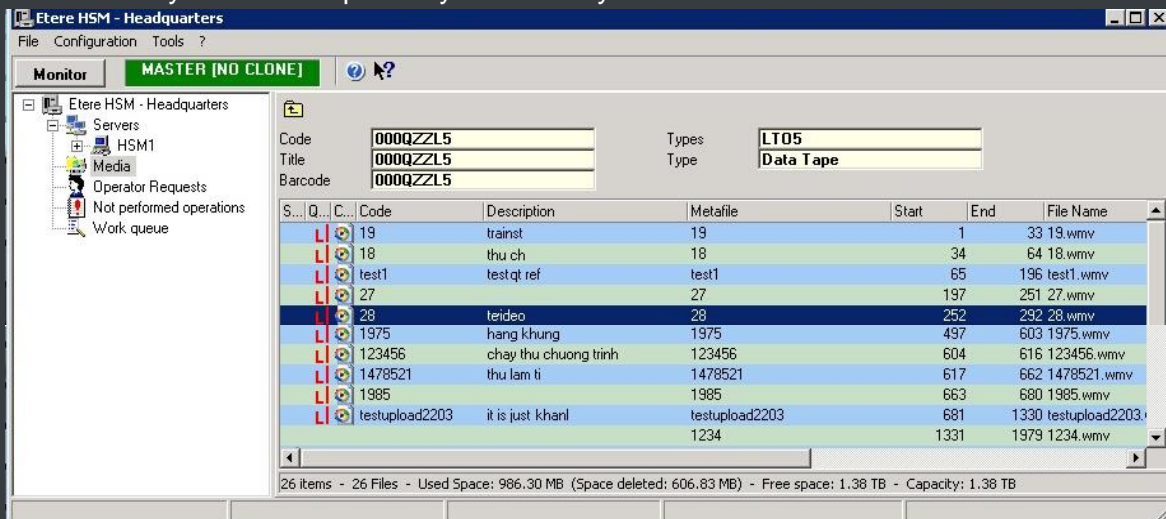 Etere HSM - Headquarters
File Configuration Tools ?
Monitor MASTER [NO CLONE]
Etere HSM - Headquarters
Servers
HSM1
Media
Operator Requests
Not performed operations
Work queue
Code 000QZZL5 Types LTO5
Title 000QZZL5 Type Data Tape
Barcode 000QZZL5
S... Q... C... Code Description Metafile Start End File Name
L 19 trainst 19 1 33 19.wmv
L 18 thu ch 18 34 64 18.wmv
L test1 testqt ref test1 65 196 test1.wmv
L 27 27 197 251 27.wmv
L 28 teideo 28 252 292 28.wmv
L 1975 hang khung 1975 497 603 1975.wmv
L 123456 chay thu chuong trinh 123456 604 616 123456.wmv
L 1478521 thu lam ti 1478521 617 662 1478521.wmv
L 1985 1985 663 680 1985.wmv
L testupload2203 it is just khanl testupload2203 681 1330 testupload2203.
1234 1331 1979 1234.wmv
26 items - 26 Files - Used Space: 986.30 MB (Space deleted: 606.83 MB) - Free space: 1.38 TB - Capacity: 1.38 TB